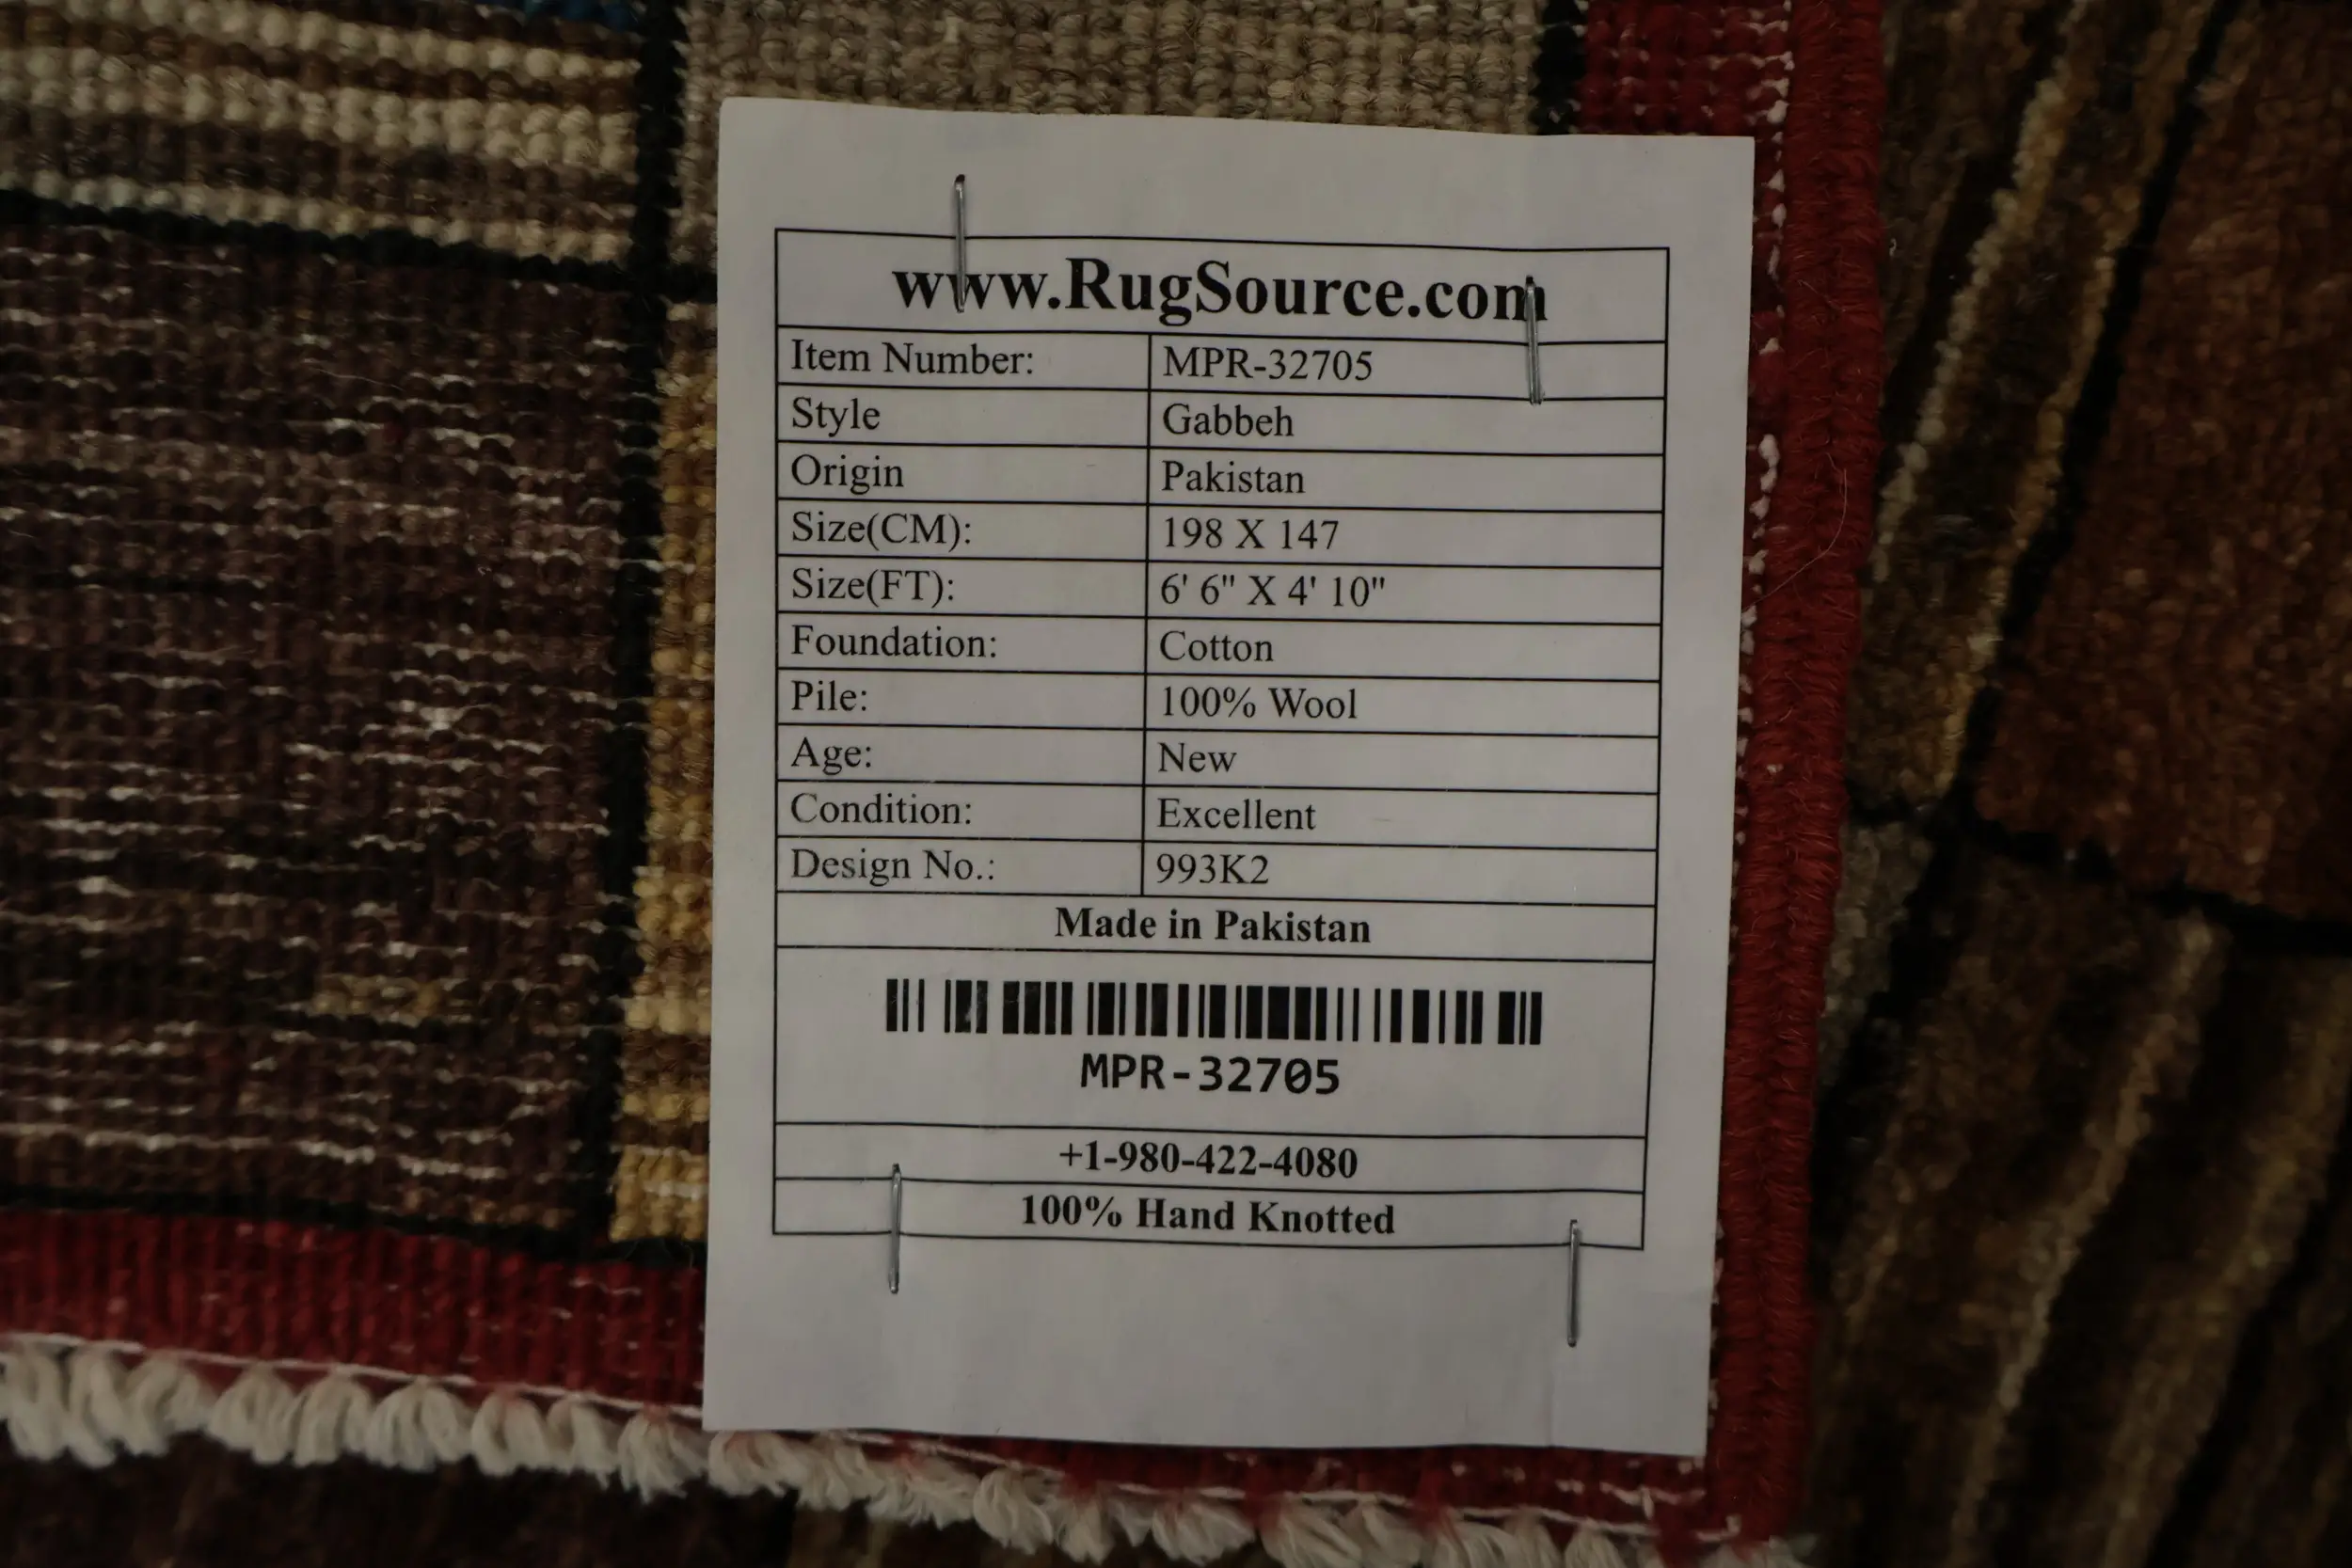 www.RugSource.com
Item Number: MPR-32705
Style Gabbeh
Origin Pakistan
Size(CM): 198 X 147
Size(FT): 6' 6" X 4' 10"
Foundation: Cotton
Pile: 100% Wool
Age: New
Condition: Excellent
Design No.: 993K2
Made in Pakistan
MPR-32705
+1-980-422-4080
100% Hand Knotted